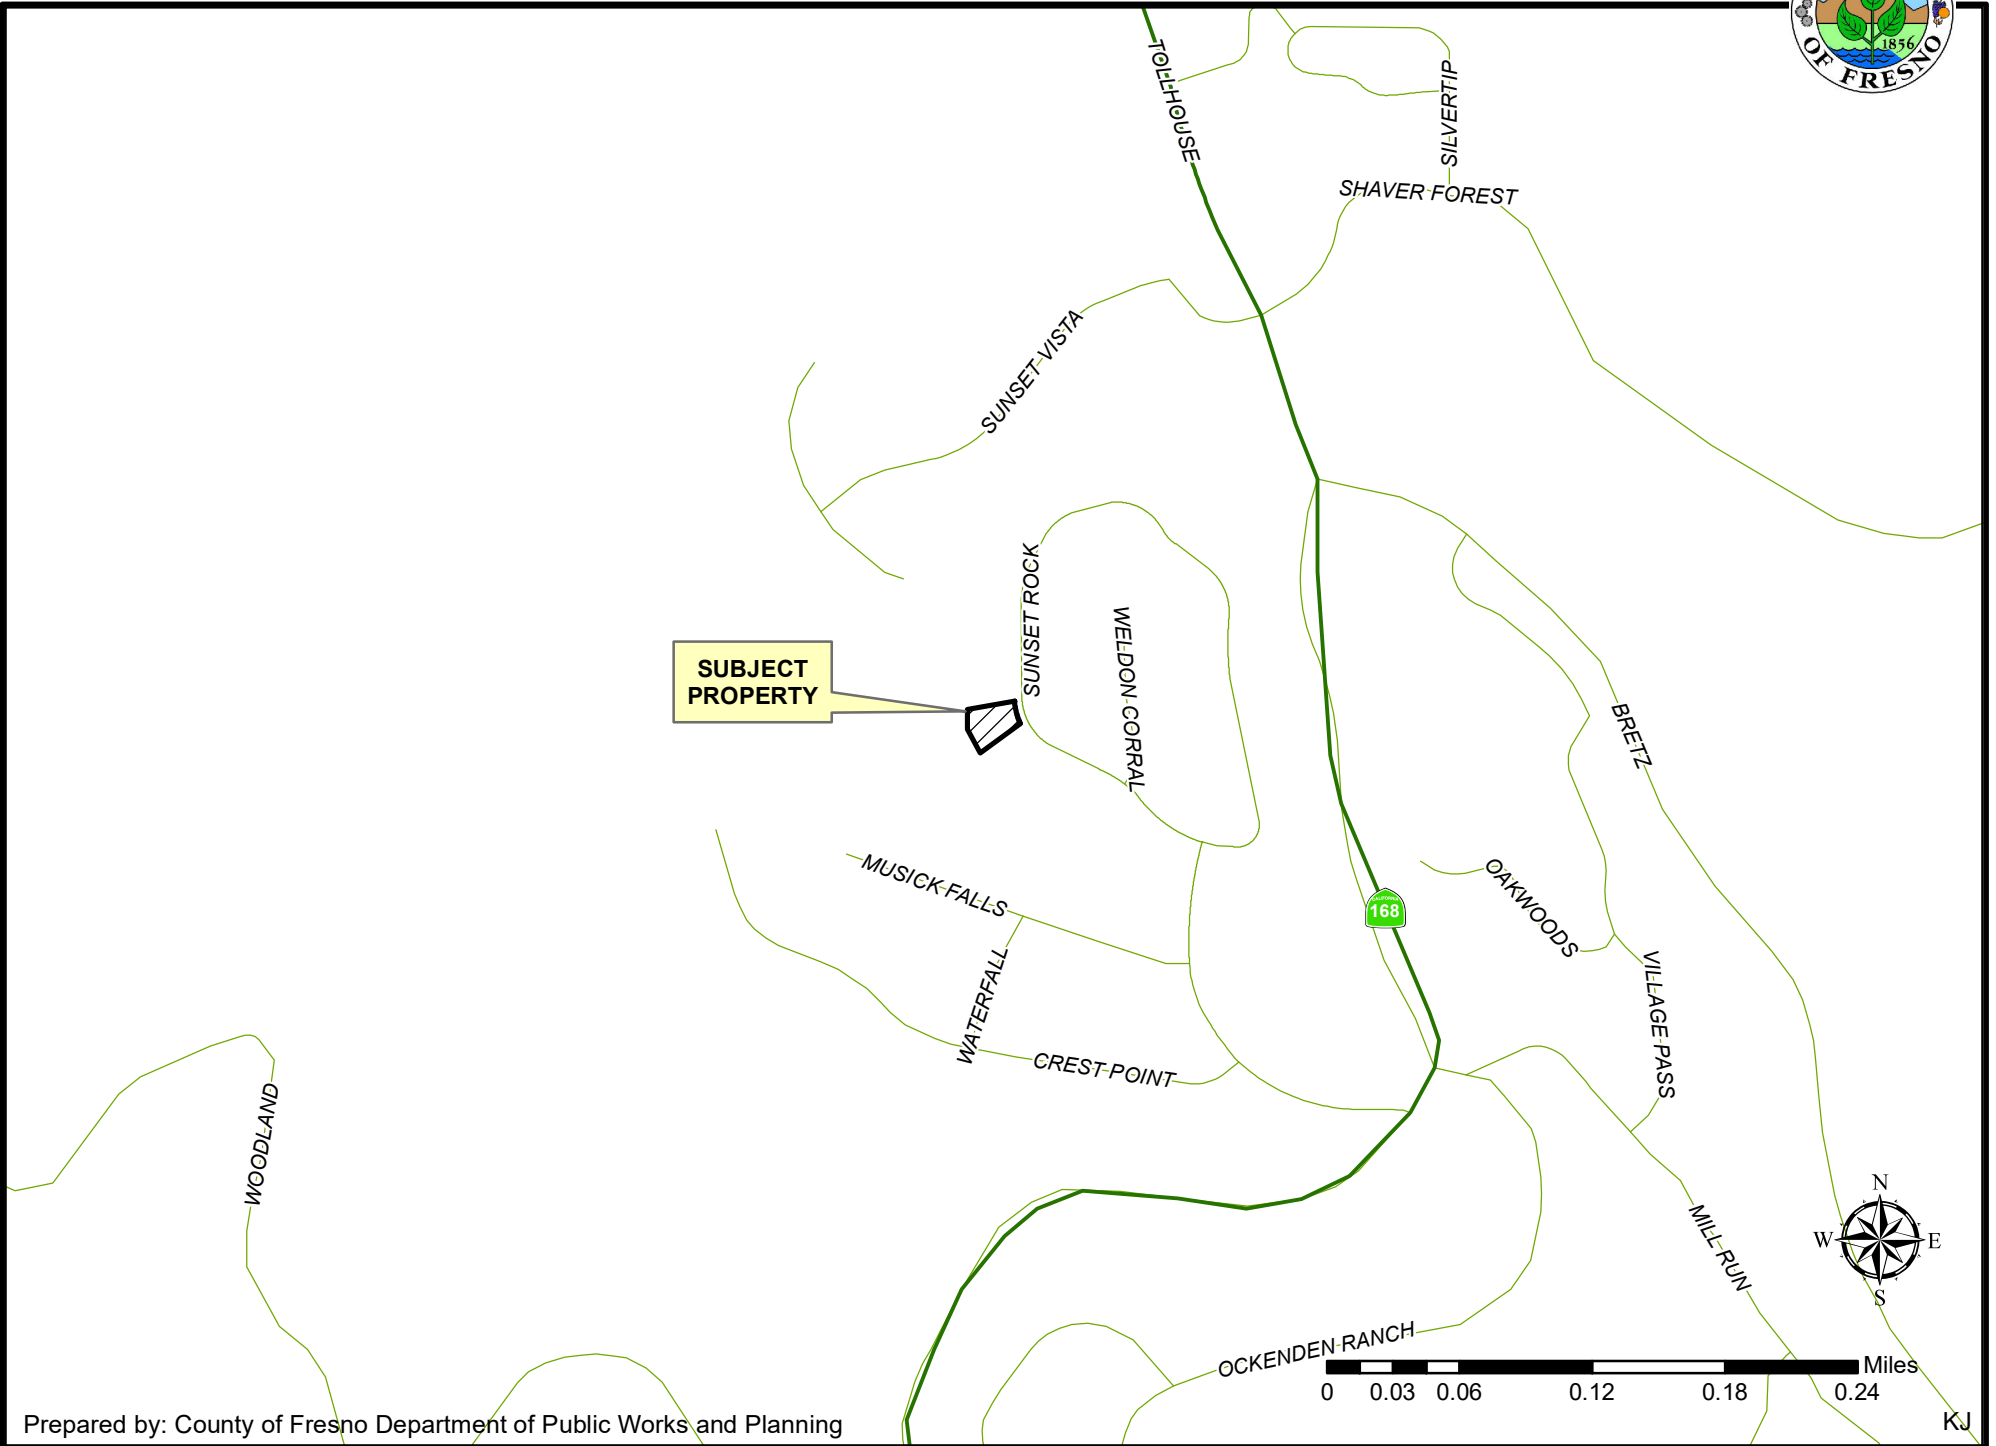 1856
OF FRESNO
TOLLHOUSE
SILVERTIP
SHAVER FOREST
SUNSET VISTA
SUNSET ROCK
WELDON CORRAL
SUBJECT
PROPERTY
BRETZ
MUSICK FALLS
OAKWOODS
CALIFORNIA
168
WATERFALL
VILLAGE PASS
CREST POINT
WOODLAND
MILL RUN
N
W E
S
OCKENDEN RANCH
Miles
0 0.03 0.06 0.12 0.18 0.24
Prepared by: County of Fresno Department of Public Works and Planning
KJ